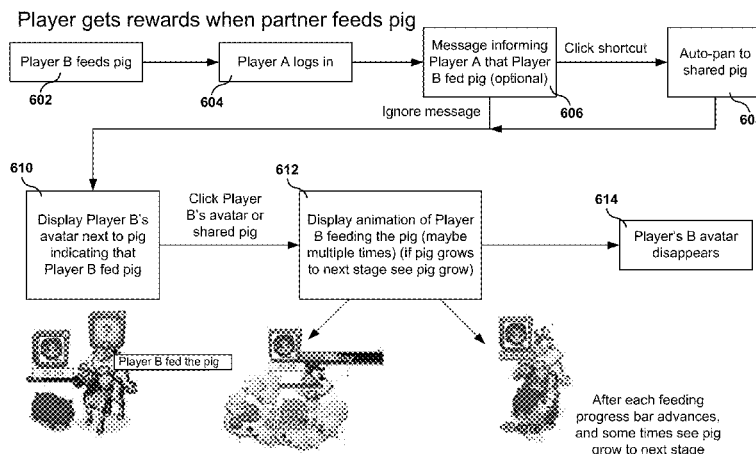 Player gets rewards when partner feeds pig
Player B feeds pig
602
Player A logs in
604
Message informing
Player A that Player
B fed pig (optional)
606
Click shortcut
Auto-pan to
shared pig
Ignore message
610
Display Player B's
avatar next to pig
indicating that
Player B fed pig
Click Player
B's avatar or
shared pig
612
Display animation of Player
B feeding the pig (maybe
multiple times) (if pig grows
to next stage see pig grow)
614
Player's B avatar
disappears
Player B fed the pig
After each feeding
progress bar advances,
and some times see pig
grow to next stage